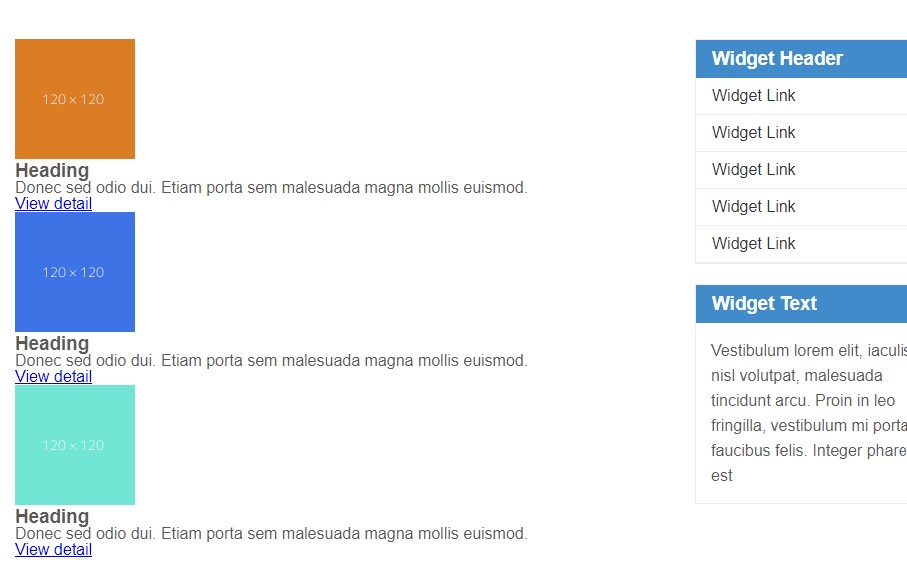 120 × 120
Heading
Donec sed odio dui. Etiam porta sem malesuada magna mollis euismod.
View detail
120 × 120
Heading
Donec sed odio dui. Etiam porta sem malesuada magna mollis euismod.
View detail
120 × 120
Heading
Donec sed odio dui. Etiam porta sem malesuada magna mollis euismod.
View detail
Widget Header
Widget Link
Widget Link
Widget Link
Widget Link
Widget Link
Widget Text
Vestibulum lorem elit,
nisl volutpat, malesuada
tincidunt arcu. Proin in leo
fringilla, vestibulum mi porta
faucibus felis. Integer
est